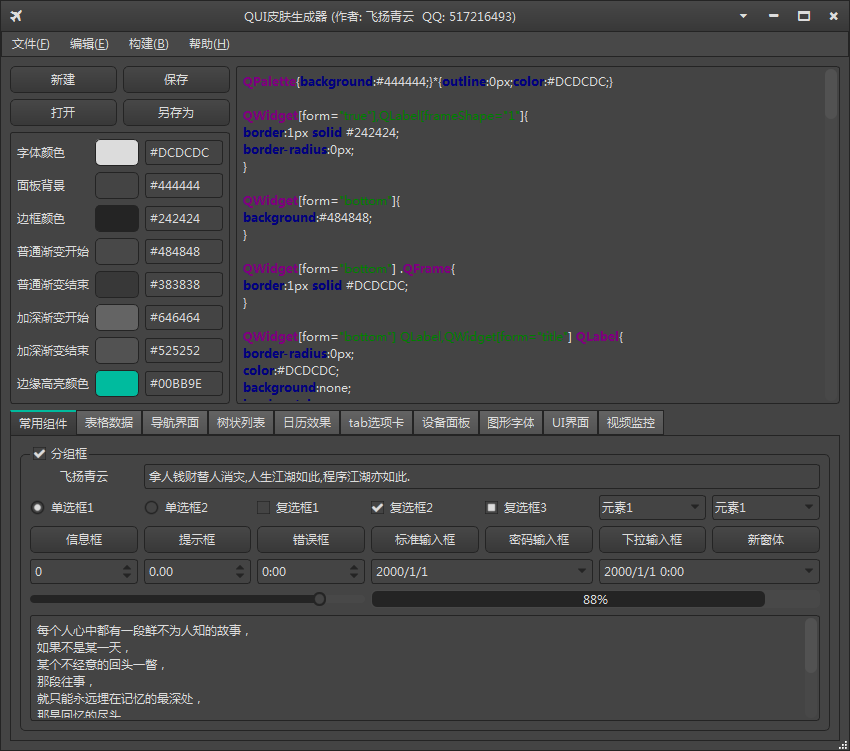 QUI皮肤生成器 (作者: 飞扬青云 QQ: 517216493)
文件(F) 编辑(E) 构建(B) 帮助(H)
新建 保存
打开 另存为
字体颜色 #DCDCDC
面板背景 #444444
边框颜色 #242424
普通渐变开始 #484848
普通渐变结束 #383838
加深渐变开始 #646464
加深渐变结束 #525252
边缘高亮颜色 #00BB9E
QPalette{background:#444444;}*{outline:0px;color:#DCDCDC;}
QWidget[form="true"],QLabel[frameShape="1"]{
border:1px solid #242424;
border-radius:0px;
}
QWidget[form="bottom"]{
background:#484848;
}
QWidget[form="bottom"] .QFrame{
border:1px solid #DCDCDC;
}
QWidget[form="bottom"] QLabel,QWidget[form="title"] QLabel{
border-radius:0px;
color:#DCDCDC;
background:none;
常用组件 表格数据 导航界面 树状列表 日历效果 tab选项卡 设备面板 图形字体 UI界面 视频监控
分组框
飞扬青云 拿人钱财替人消灾,人生江湖如此,程序江湖亦如此.
单选框1 单选框2 复选框1 复选框2 复选框3 元素1 元素1
信息框 提示框 错误框 标准输入框 密码输入框 下拉输入框 新窗体
0 0.00 0:00 2000/1/1 2000/1/1 0:00
88%
每个人心中都有一段鲜不为人知的故事，
如果不是某一天，
某个不经意的回头一瞥，
那段往事，
就只能永远埋在记忆的最深处，
那是回忆的尽头